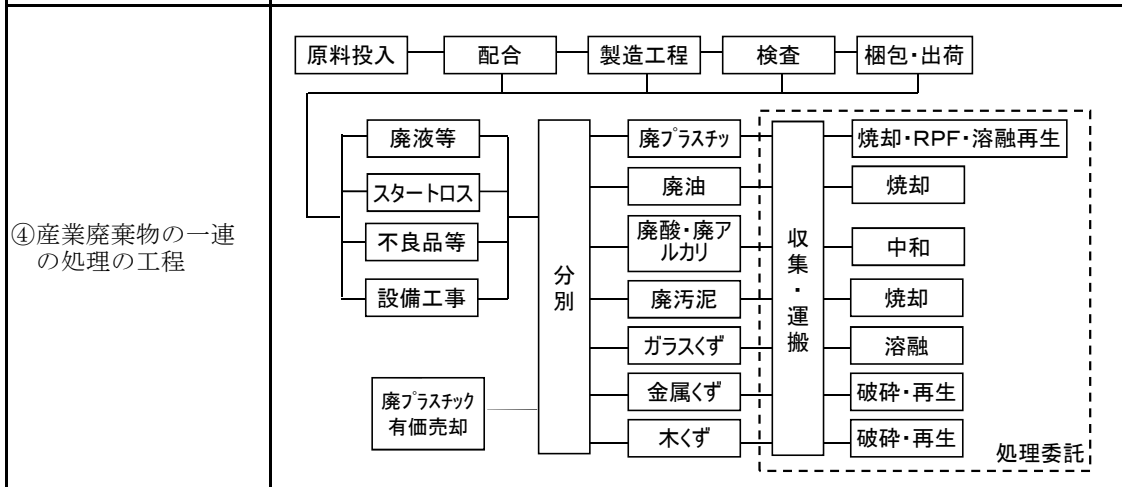 ④産業廃棄物の一連
の処理の工程
原料投入
配合
製造工程
検査
梱包・出荷
廃液等
スタートロス
不良品等
設備工事
廃プラスチック
有価売却
分別
廃プラスチッ
廃油
廃酸・廃ア
ルカリ
廃汚泥
ガラスくず
金属くず
木くず
収集・運搬
焼却・RPF・溶融再生
焼却
中和
焼却
溶融
破砕・再生
破砕・再生
処理委託